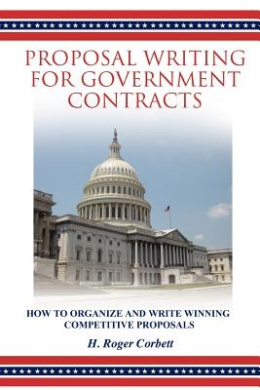 PROPOSAL WRITING
FOR GOVERNMENT
CONTRACTS
HOW TO ORGANIZE AND WRITE WINNING
COMPETITIVE PROPOSALS
H. Roger Corbett